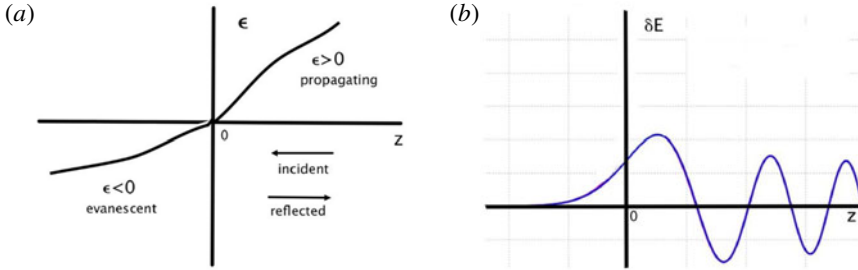 (a)
ϵ
ϵ>0
propagating
0
z
incident
ϵ<0
evanescent
reflected
(b)
δE
0
z